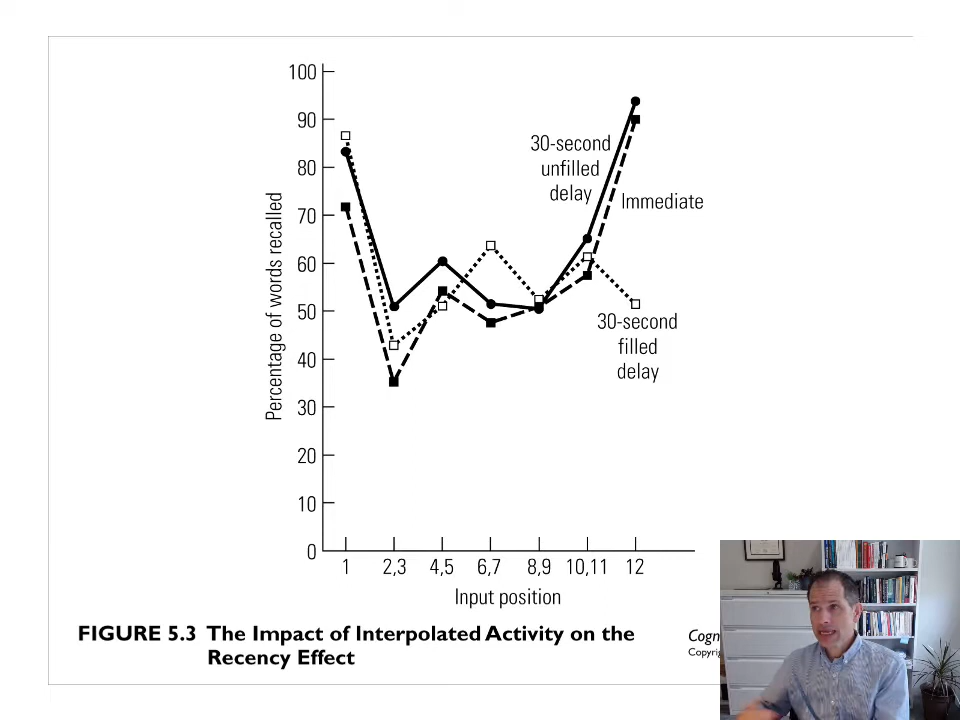 100
90
80
70
60
50
40
30
20
10
0
Percentage of words recalled
30-second
unfilled
delay
Immediate
30-second
filled
delay
1 2,3 4,5 6,7 8,9 10,11 12
Input position
FIGURE 5.3 The Impact of Interpolated Activity on the
Recency Effect